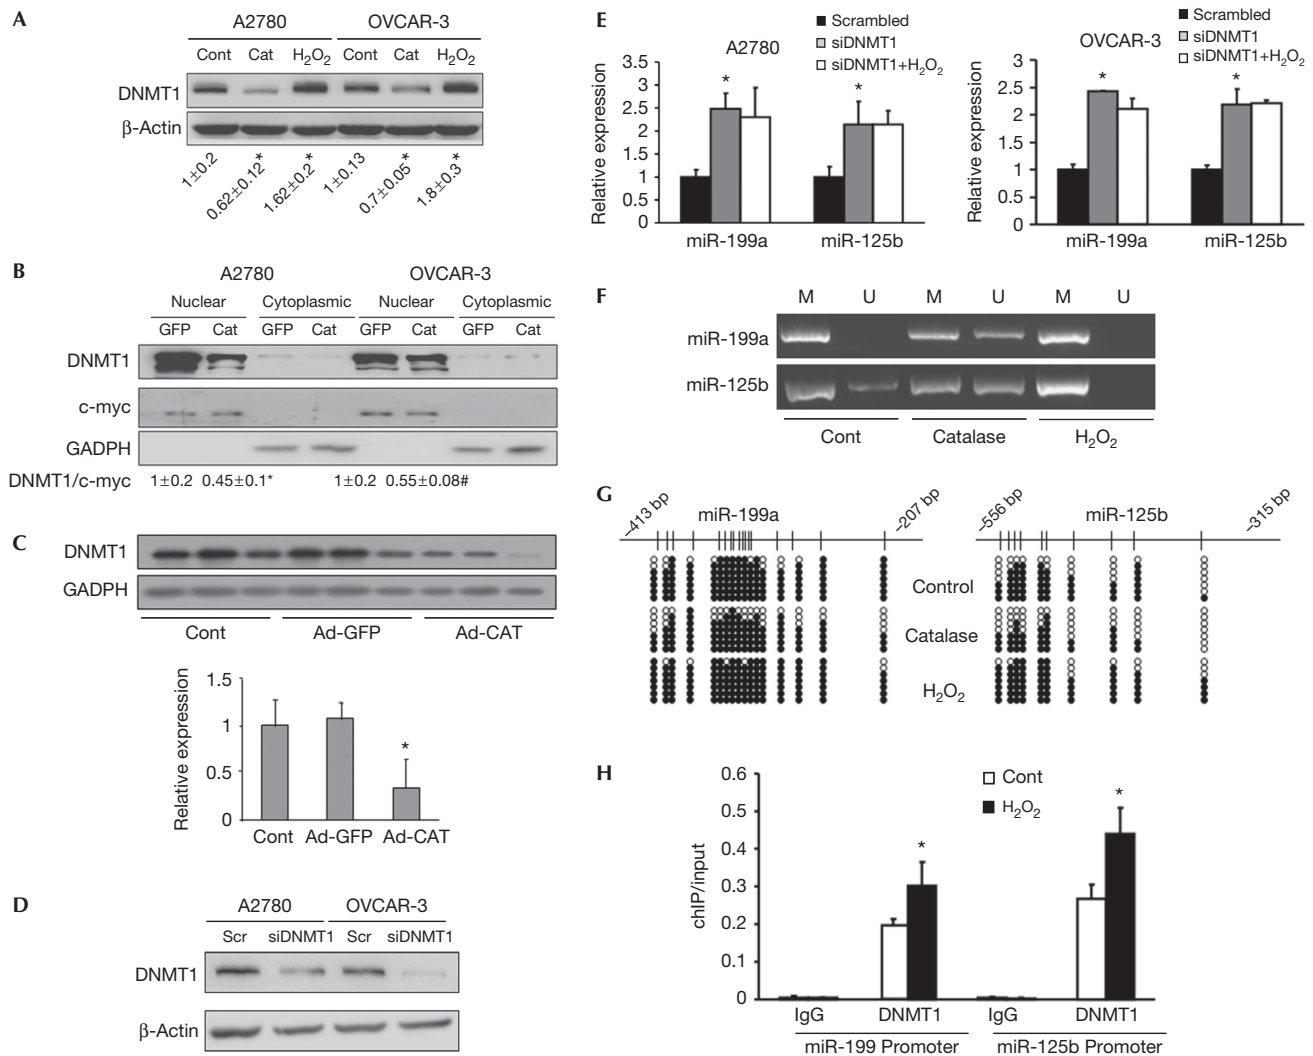 A
A2780 OVCAR-3
Cont Cat H₂O₂ Cont Cat H₂O₂
DNMT1
β-Actin
1±0.2 0.62±0.12* 1.62±0.2* 1±0.13 0.7±0.05* 1.8±0.3*
B
A2780 OVCAR-3
Nuclear Cytoplasmic Nuclear Cytoplasmic
GFP Cat GFP Cat GFP Cat GFP Cat
DNMT1
c-myc
GADPH
DNMT1/c-myc 1±0.2 0.45±0.1* 1±0.2 0.55±0.08#
C
DNMT1
GADPH
Cont Ad-GFP Ad-CAT
Relative expression
1.5
1
0.5
0
*
Cont Ad-GFP Ad-CAT
D
A2780 OVCAR-3
Scr siDNMT1 Scr siDNMT1
DNMT1
β-Actin
E
A2780
Scrambled
siDNMT1
siDNMT1+H₂O₂
Relative expression
3.5
3
2.5
2
1.5
1
0.5
0
* *
miR-199a miR-125b
OVCAR-3
Scrambled
siDNMT1
siDNMT1+H₂O₂
Relative expression
3
2.5
2
1.5
1
0.5
0
* *
miR-199a miR-125b
F
M U M U M U
miR-199a
miR-125b
Cont Catalase H₂O₂
G
–413 bp miR-199a –207 bp –556 bp miR-125b –315 bp
Control
Catalase
H₂O₂
H
Cont
H₂O₂
chIP/input
0.6
0.5
0.4
0.3
0.2
0.1
0
* *
IgG DNMT1 IgG DNMT1
miR-199 Promoter miR-125b Promoter